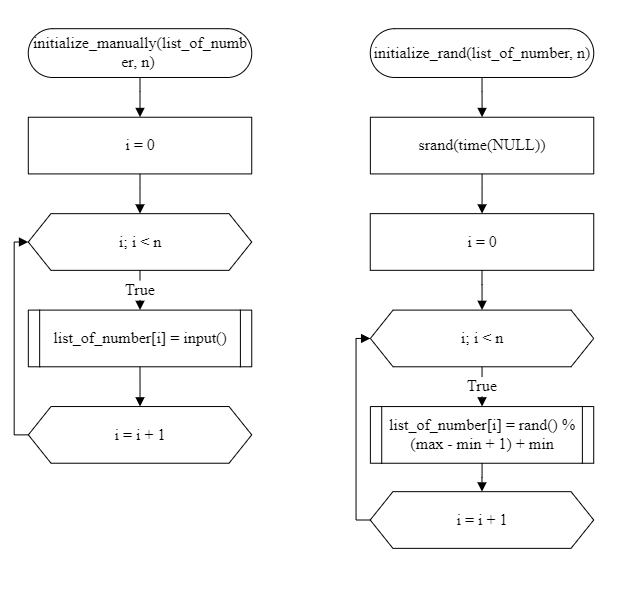 initialize_manually(list_of_numb
er, n)
i = 0
i; i < n
True
list_of_number[i] = input()
i = i + 1
initialize_rand(list_of_number, n)
srand(time(NULL))
i = 0
i; i < n
True
list_of_number[i] = rand() %
(max - min + 1) + min
i = i + 1